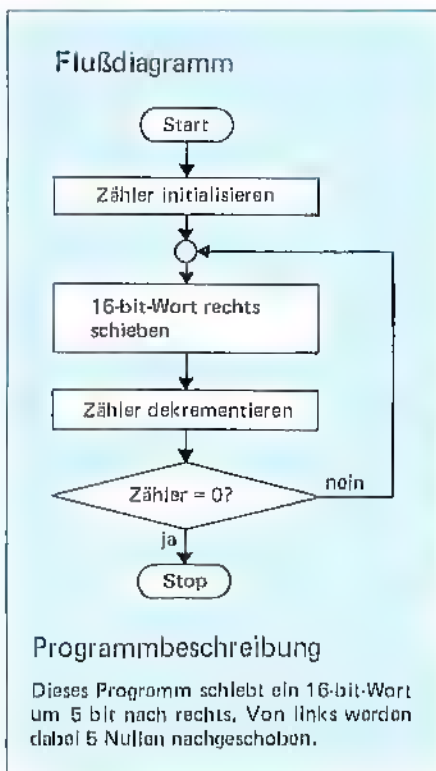 Flußdiagramm
Start
Zähler initialisieren
16-bit-Wort rechts
schieben
Zähler dekrementieren
Zähler = 0?
nein
ja
Stop
Programmbeschreibung
Dieses Programm schiebt ein 16-bit-Wort
um 5 bit nach rechts. Von links werden
dabei 5 Nullen nachgeschoben.